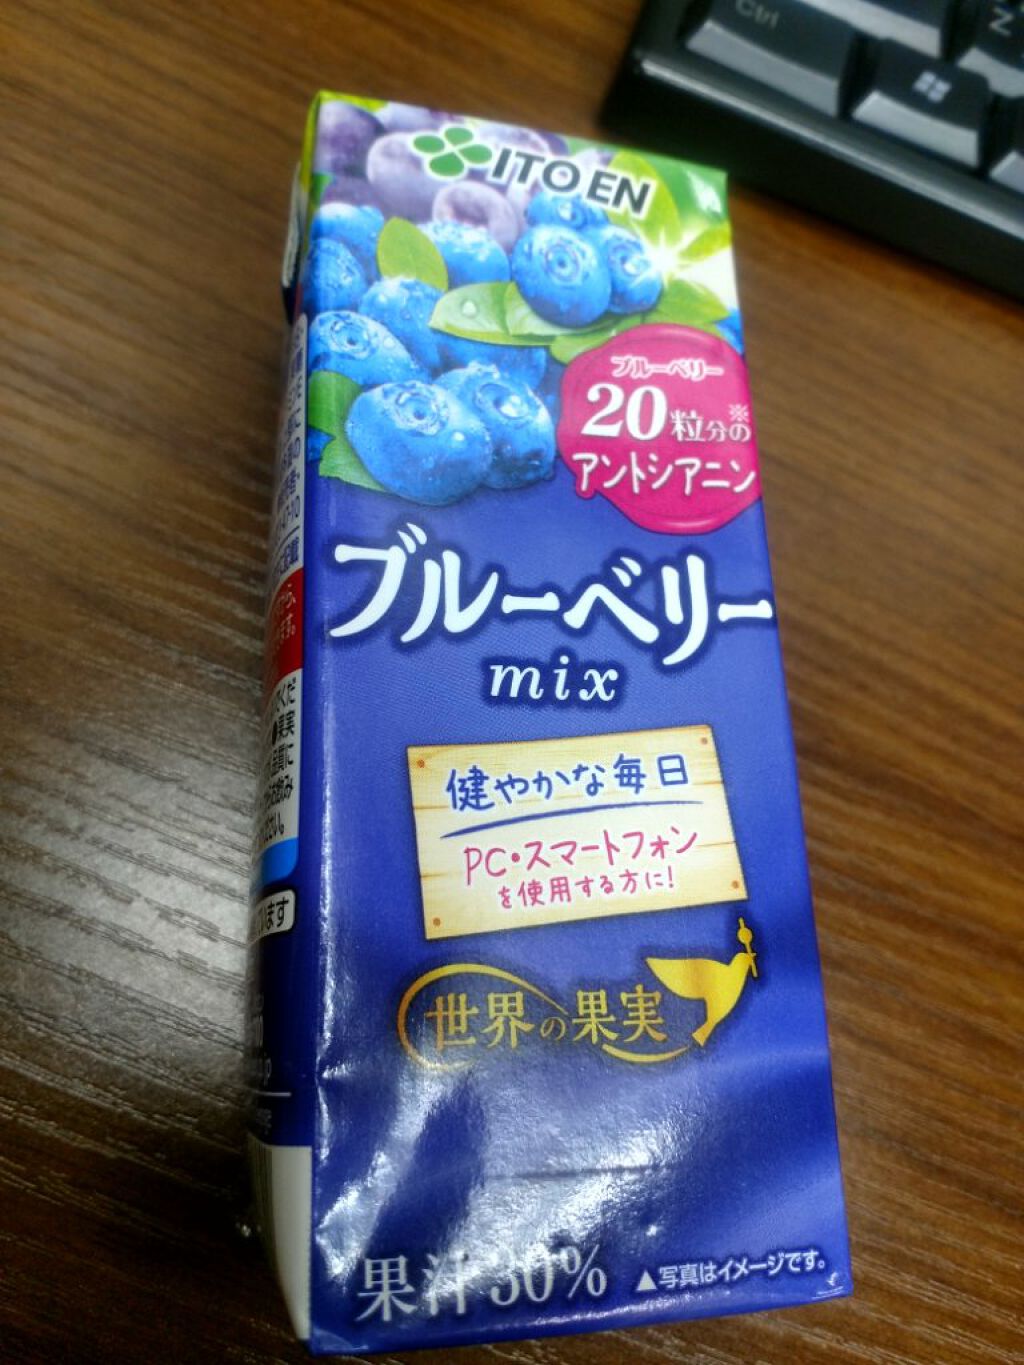 Ctrl
Z
ITO EN
ブルーベリー
20粒分の※
アントシアニン
ブルーベリー
mix
健やかな毎日
PC・スマートフォン
を使用する方に!
世界の果実
果汁30%
▲写真はイメージです。